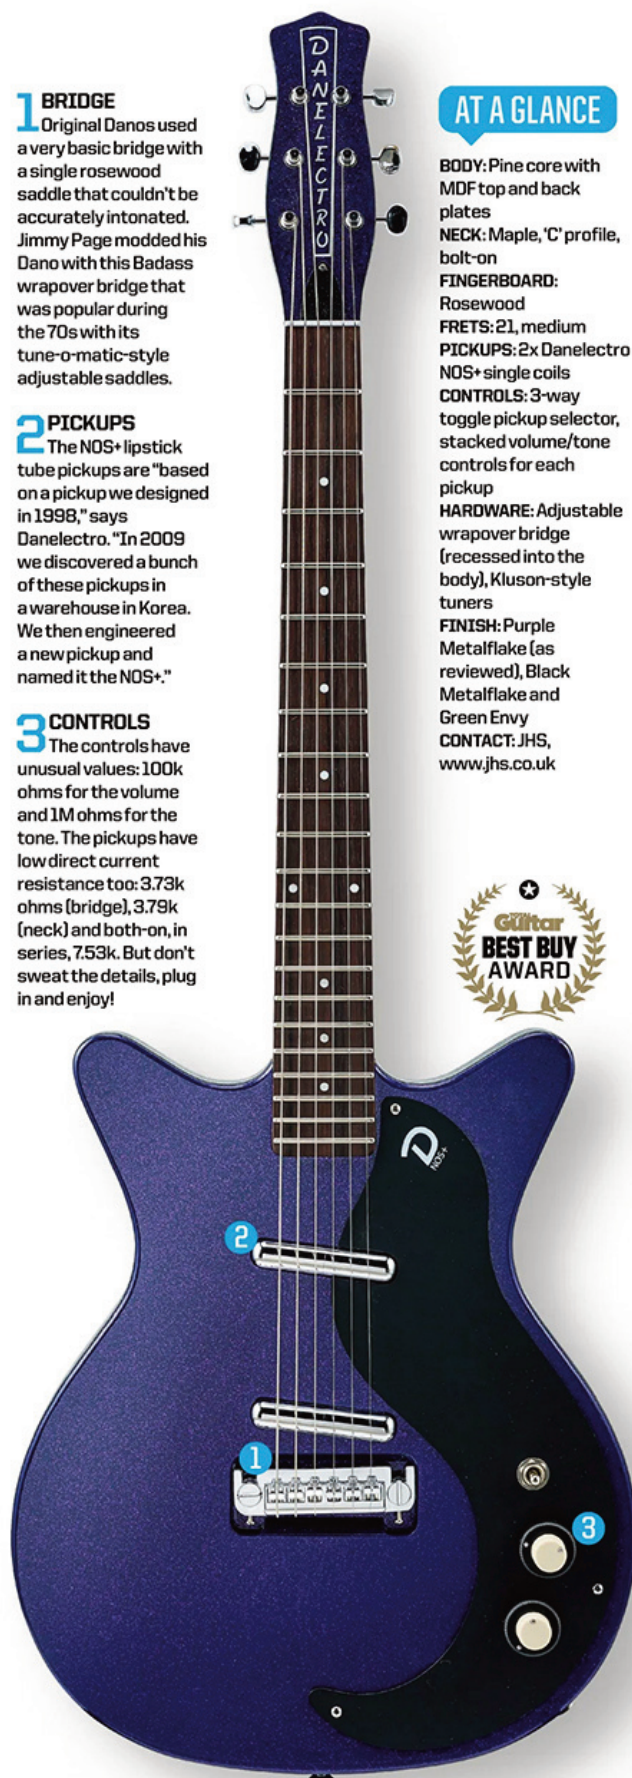 DANELECTRO
1 BRIDGE
Original Danos used
a very basic bridge with
a single rosewood
saddle that couldn't be
accurately intonated.
Jimmy Page modded his
Dano with this Badass
wrapover bridge that
was popular during
the 70s with its
tune-o-matic-style
adjustable saddles.
2 PICKUPS
The NOS+ lipstick
tube pickups are “based
on a pickup we designed
in 1998,” says
Danelectro. “In 2009
we discovered a bunch
of these pickups in
a warehouse in Korea.
We then engineered
a new pickup and
named it the NOS+.”
3 CONTROLS
The controls have
unusual values: 100k
ohms for the volume
and 1M ohms for the
tone. The pickups have
low direct current
resistance too: 3.73k
ohms (bridge), 3.79k
(neck) and both-on, in
series, 7.53k. But don't
sweat the details, plug
in and enjoy!
AT A GLANCE
BODY: Pine core with
MDF top and back
plates
NECK: Maple, 'C' profile,
bolt-on
FINGERBOARD:
Rosewood
FRETS: 21, medium
PICKUPS: 2x Danelectro
NOS+ single coils
CONTROLS: 3-way
toggle pickup selector,
stacked volume/tone
controls for each
pickup
HARDWARE: Adjustable
wrapover bridge
(recessed into the
body), Kluson-style
tuners
FINISH: Purple
Metalflake (as
reviewed), Black
Metalflake and
Green Envy
CONTACT: JHS,
www.jhs.co.uk
Guitar
BEST BUY
AWARD
D
NOS+
2
1
3